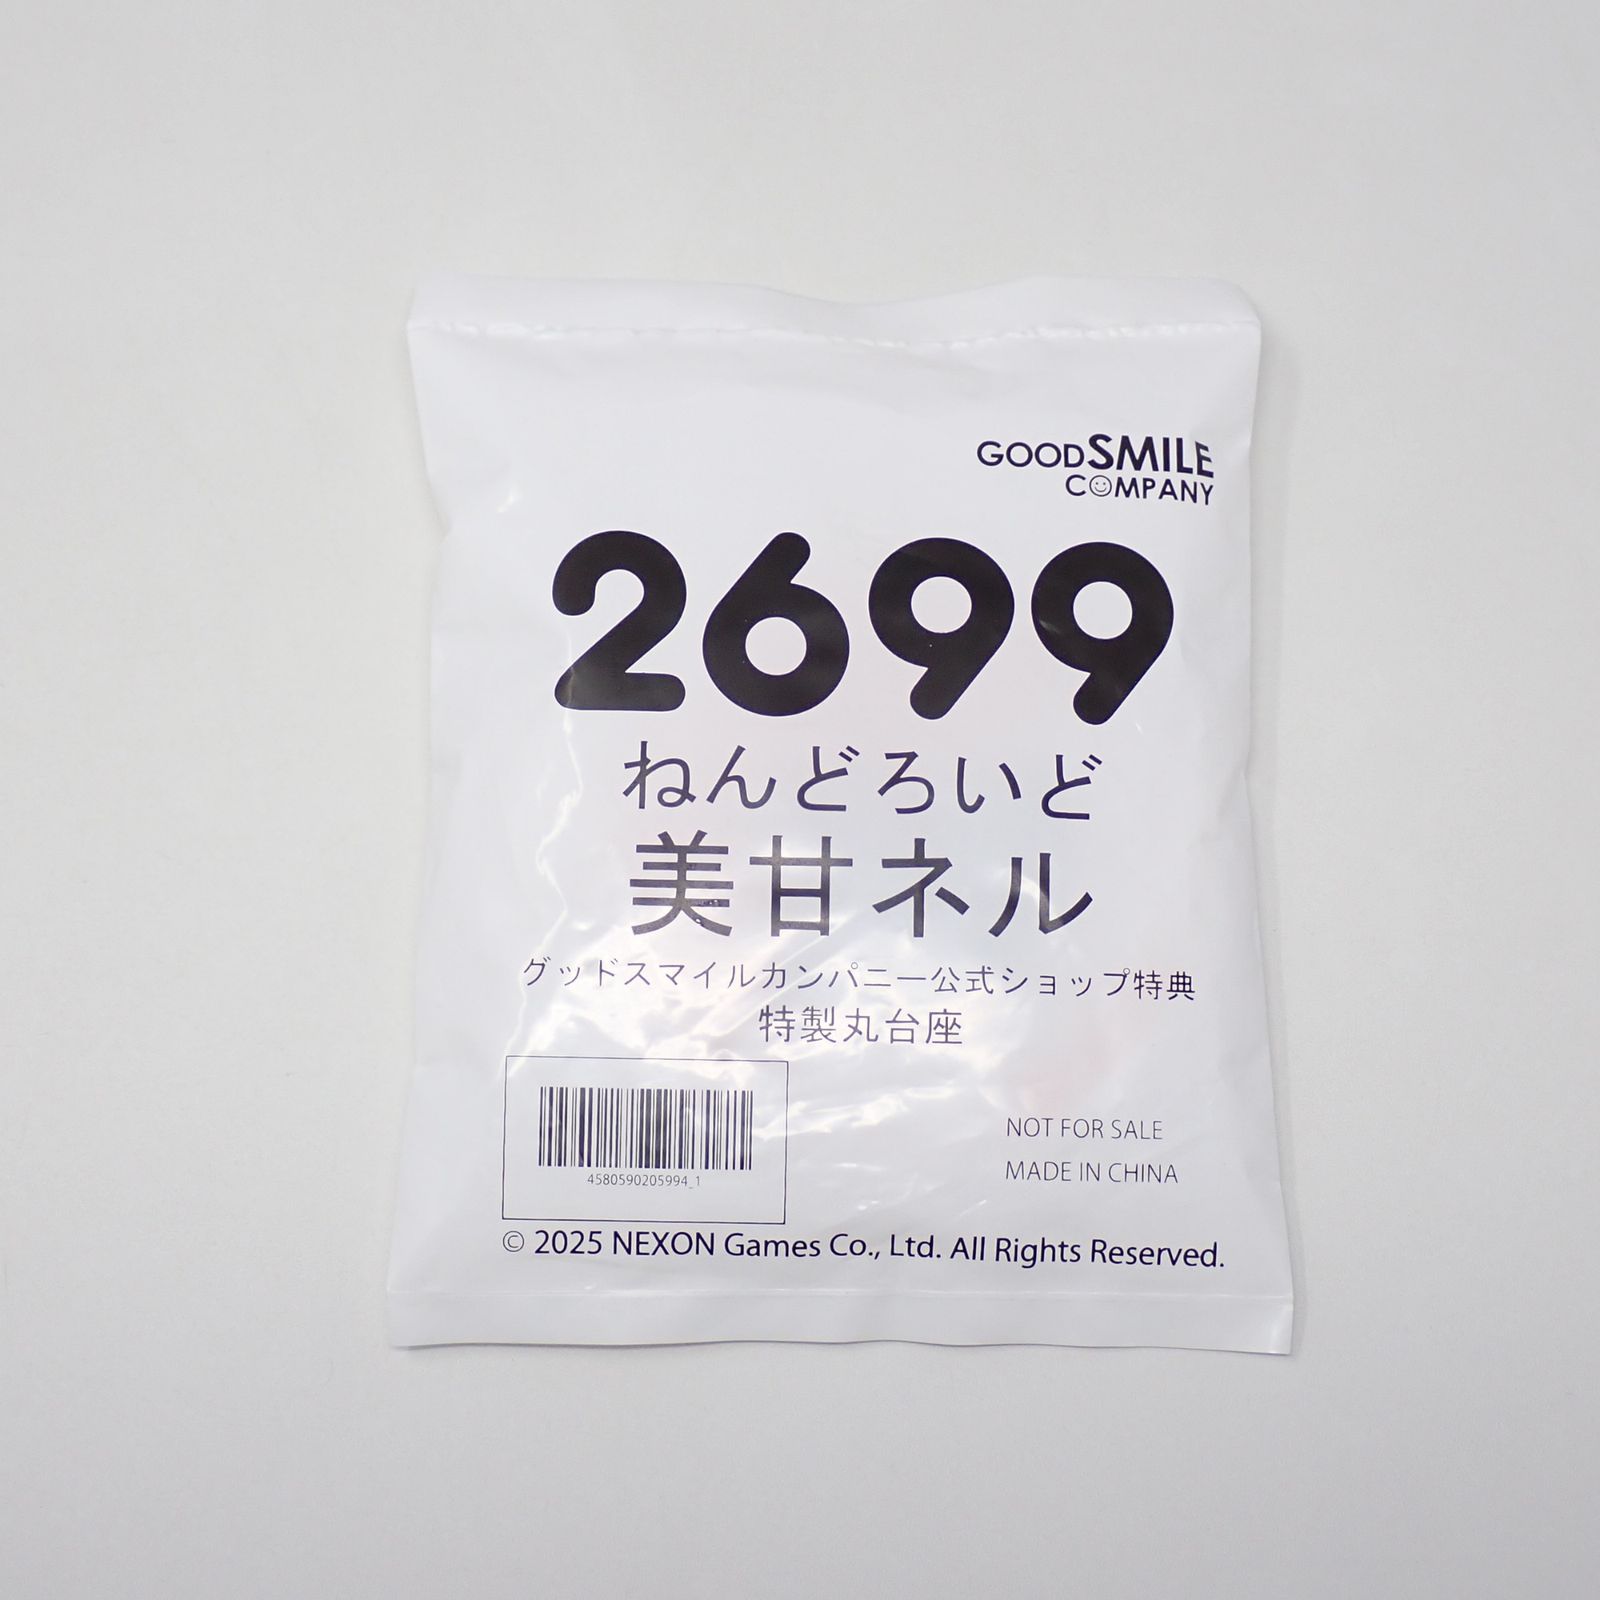 GOODSMILE
COMPANY
2699
ねんどろいど
美甘ネル
グッドスマイルカンパニー公式ショップ特典
特製丸台座
4580590205994_1
NOT FOR SALE
MADE IN CHINA
© 2025 NEXON Games Co., Ltd. All Rights Reserved.